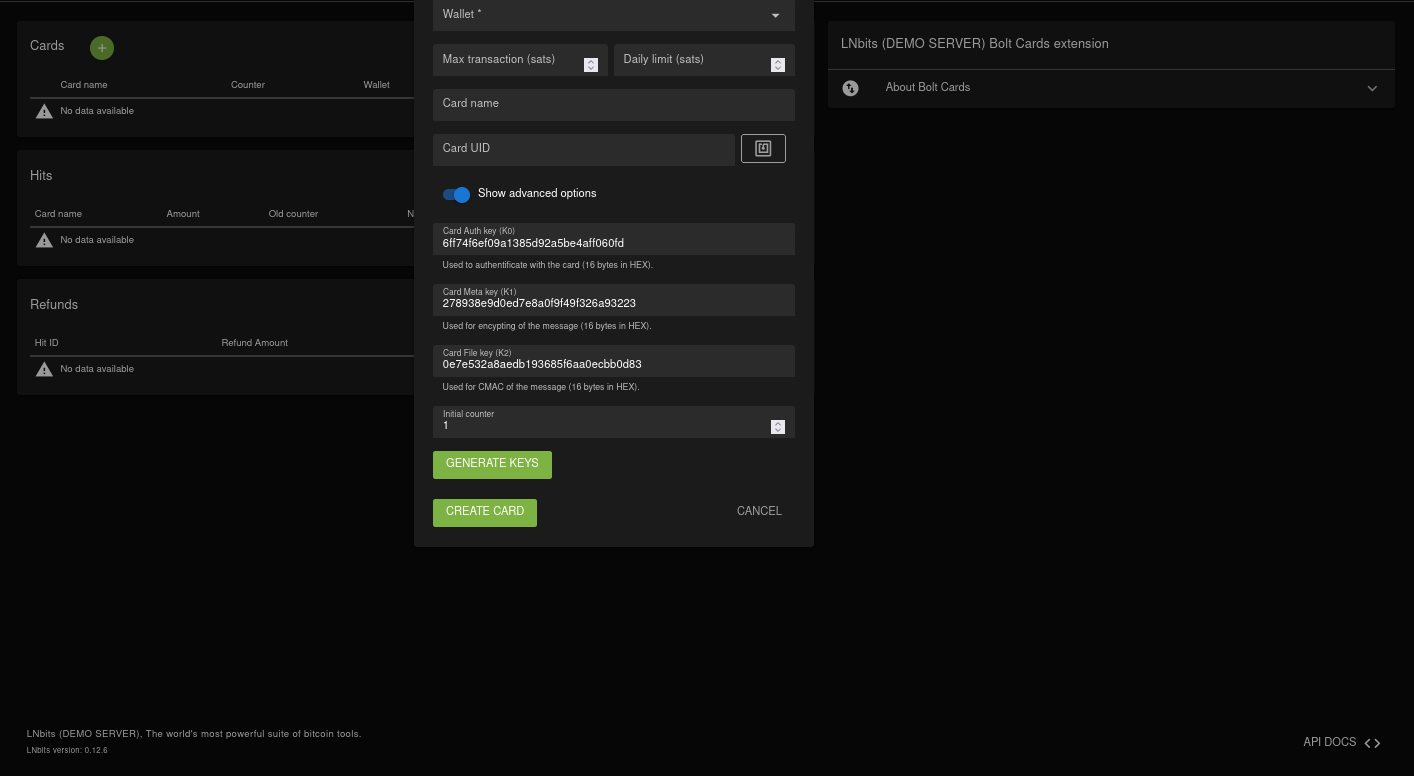 Cards
Card name Counter Wallet
No data available
Hits
Card name Amount Old counter N
No data available
Refunds
Hit ID Refund Amount
No data available
Wallet *
Max transaction (sats) Daily limit (sats)
Card name
Card UID
Show advanced options
Card Auth key (K0)
6ff74f6ef09a1385d92a5be4aff060fd
Used to authentificate with the card (16 bytes in HEX).
Card Meta key (K1)
278938e9d0ed7e8a0f9f49f326a93223
Used for encypting of the message (16 bytes in HEX).
Card File key (K2)
0e7e532a8aedb193685f6aa0ecbb0d83
Used for CMAC of the message (16 bytes in HEX).
Initial counter
1
GENERATE KEYS
CREATE CARD CANCEL
LNbits (DEMO SERVER) Bolt Cards extension
About Bolt Cards
LNbits (DEMO SERVER), The world's most powerful suite of bitcoin tools.
LNbits version: 0.12.6
API DOCS